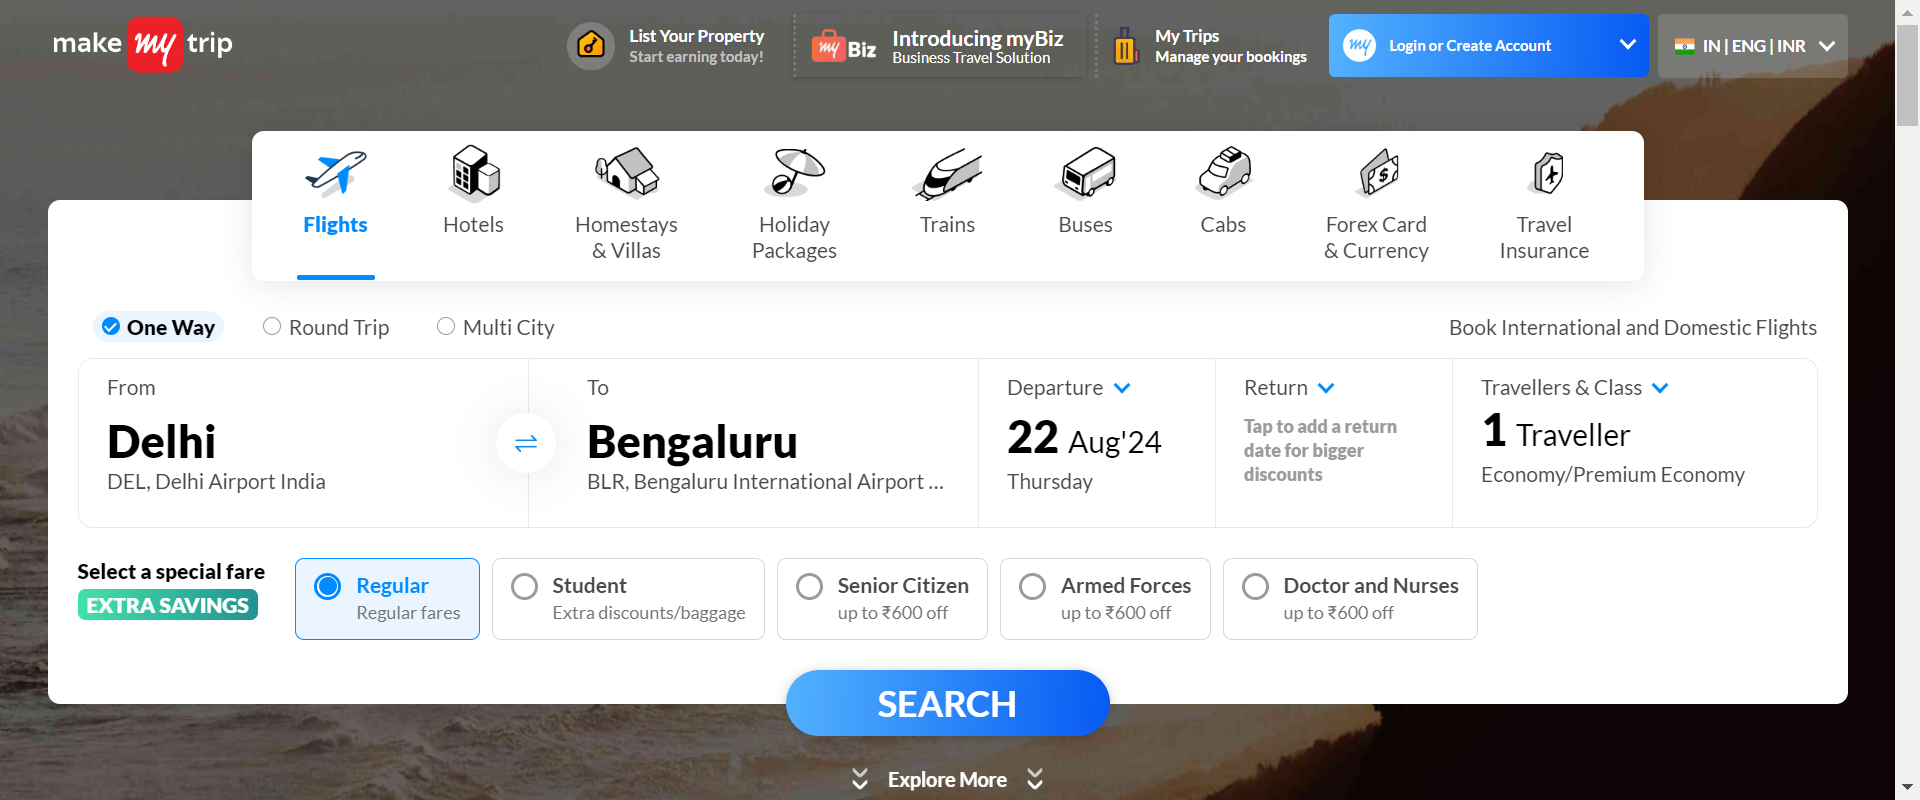 make my trip
List Your Property
Start earning today!
my Biz
Introducing myBiz
Business Travel Solution
My Trips
Manage your bookings
my
Login or Create Account
IN | ENG | INR
Flights
Hotels
Homestays
& Villas
Holiday
Packages
Trains
Buses
Cabs
$
Forex Card
& Currency
Travel
Insurance
One Way
Round Trip
Multi City
Book International and Domestic Flights
From
Delhi
DEL, Delhi Airport India
To
Bengaluru
BLR, Bengaluru International Airport ...
Departure
22 Aug'24
Thursday
Return
Tap to add a return
date for bigger
discounts
Travellers & Class
1 Traveller
Economy/Premium Economy
Select a special fare
EXTRA SAVINGS
Regular
Regular fares
Student
Extra discounts/baggage
Senior Citizen
up to ₹600 off
Armed Forces
up to ₹600 off
Doctor and Nurses
up to ₹600 off
SEARCH
Explore More